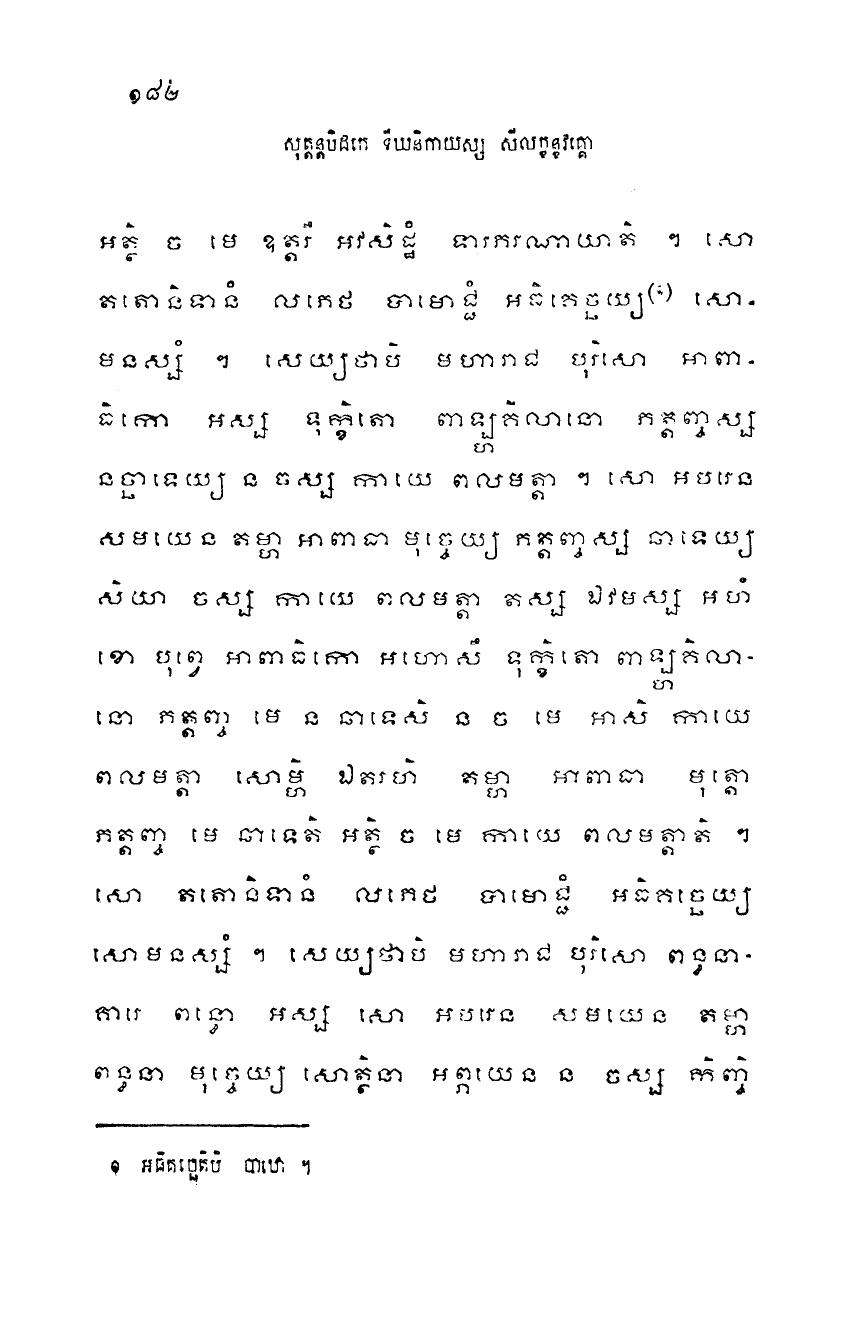 ១៨២
សុត្តន្តបិដកេ ទីឃនិកាយស្ស សីលក្ខន្ធវគ្គោ
អត្ថិ ច មេ ឧត្តរឹ អវសិដ្ឋំ ទារភរណាយាតិ ។ សោ
តតោនិទានំ លភេថ បាមោជ្ជំ អធិគច្ឆេយ្យ(១) សោ-
មនស្សំ ។ សេយ្យថាបិ មហារាជ បុរិសោ អាពា-
ធិកោ អស្ស ទុក្ខិតោ ពាឡ្ហគិលានោ ភត្តញ្ចស្ស
នច្ឆាទេយ្យ ន ចស្ស កាយេ ពលមត្តា ។ សោ អបរេន
សមយេន តម្ហា អាពាធា មុច្ចេយ្យ ភត្តញ្ចស្ស ឆាទេយ្យ
សិយា ចស្ស កាយេ ពលមត្តា តស្ស ឯវមស្ស អហំ
ខោ បុព្វេ អាពាធិកោ អហោសឹ ទុក្ខិតោ ពាឡ្ហគិលា-
នោ ភត្តញ្ច មេ ន ឆាទេសិ ន ច មេ អាសិ កាយេ
ពលមត្តា សោម្ហិ ឯតរហិ តម្ហា អាពាធា មុត្តោ
ភត្តញ្ច មេ ឆាទេតិ អត្ថិ ច មេ កាយេ ពលមត្តាតិ ។
សោ តតោនិទានំ លភេថ បាមោជ្ជំ អធិគច្ឆេយ្យ
សោមនស្សំ ។ សេយ្យថាបិ មហារាជ បុរិសោ ពន្ធនា-
គារេ ពន្ធោ អស្ស សោ អបរេន សមយេន តម្ហា
ពន្ធនា មុច្ចេយ្យ សោត្ថិនា អព្ភយេន ន ចស្ស កិញ្ចិ
១ អធិគច្ឆេតិបិ បាឋោ ។